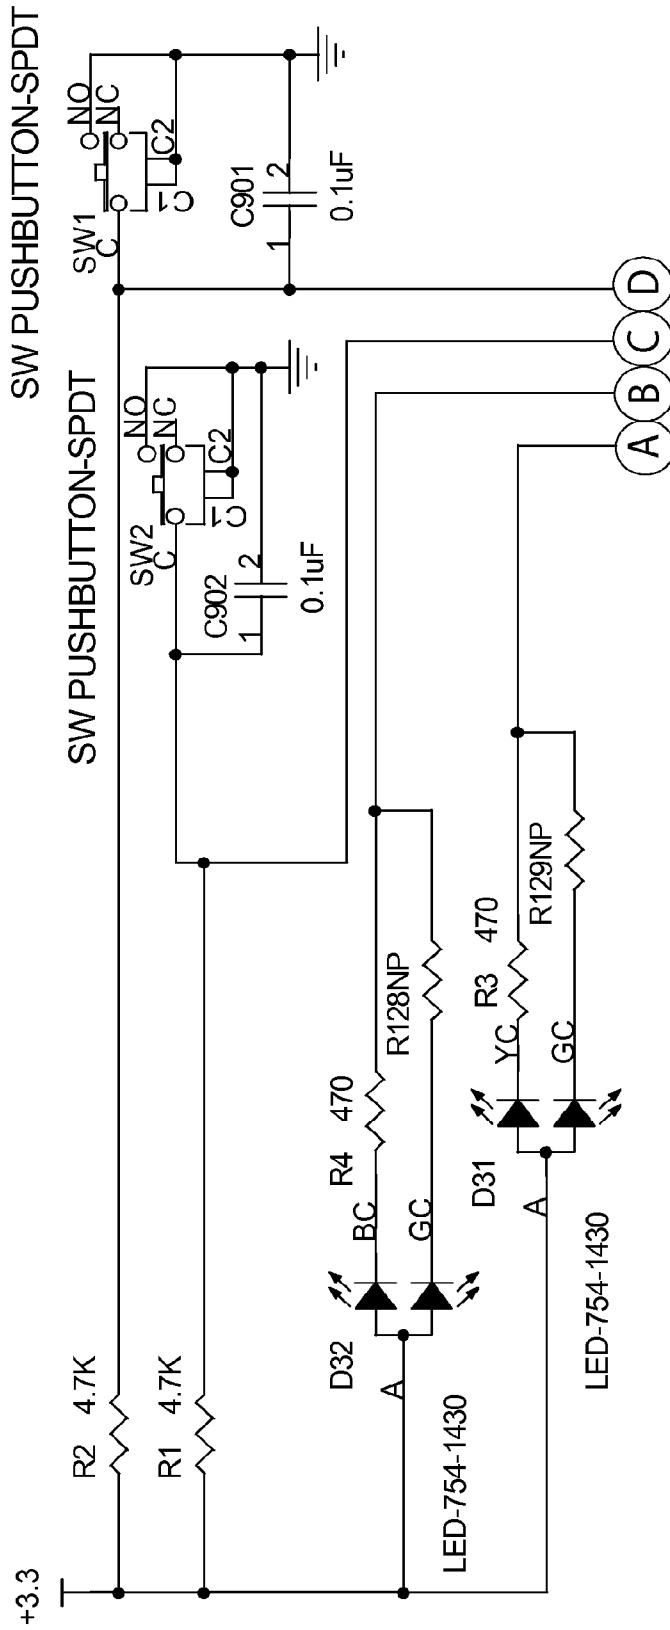 SW PUSHBUTTON-SPDT
NO
NC
SW1
C
C1
C2
C901
1
2
0.1uF
SW PUSHBUTTON-SPDT
NO
NC
SW2
C
C1
C2
C902
1
2
0.1uF
D
C
B
A
+3.3
R2 4.7K
R1 4.7K
R4 470
BC
R128NP
GC
D32
A
LED-754-1430
R3 470
YC
R129NP
GC
D31
A
LED-754-1430